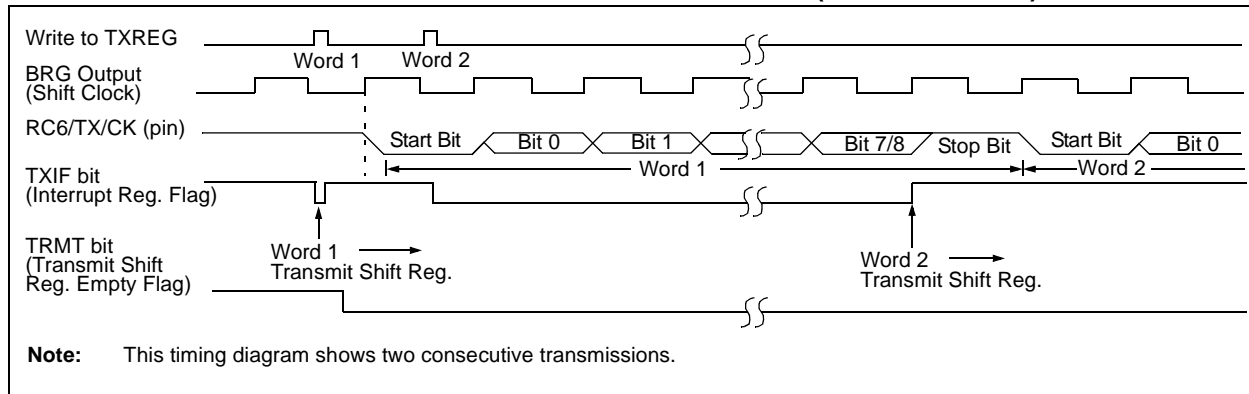 Write to TXREG
Word 1 Word 2
BRG Output
(Shift Clock)
RC6/TX/CK (pin)
Start Bit Bit 0 Bit 1 Bit 7/8 Stop Bit Start Bit Bit 0
Word 1 Word 2
TXIF bit
(Interrupt Reg. Flag)
TRMT bit
(Transmit Shift
Reg. Empty Flag)
Word 1
Transmit Shift Reg.
Word 2
Transmit Shift Reg.
Note: This timing diagram shows two consecutive transmissions.